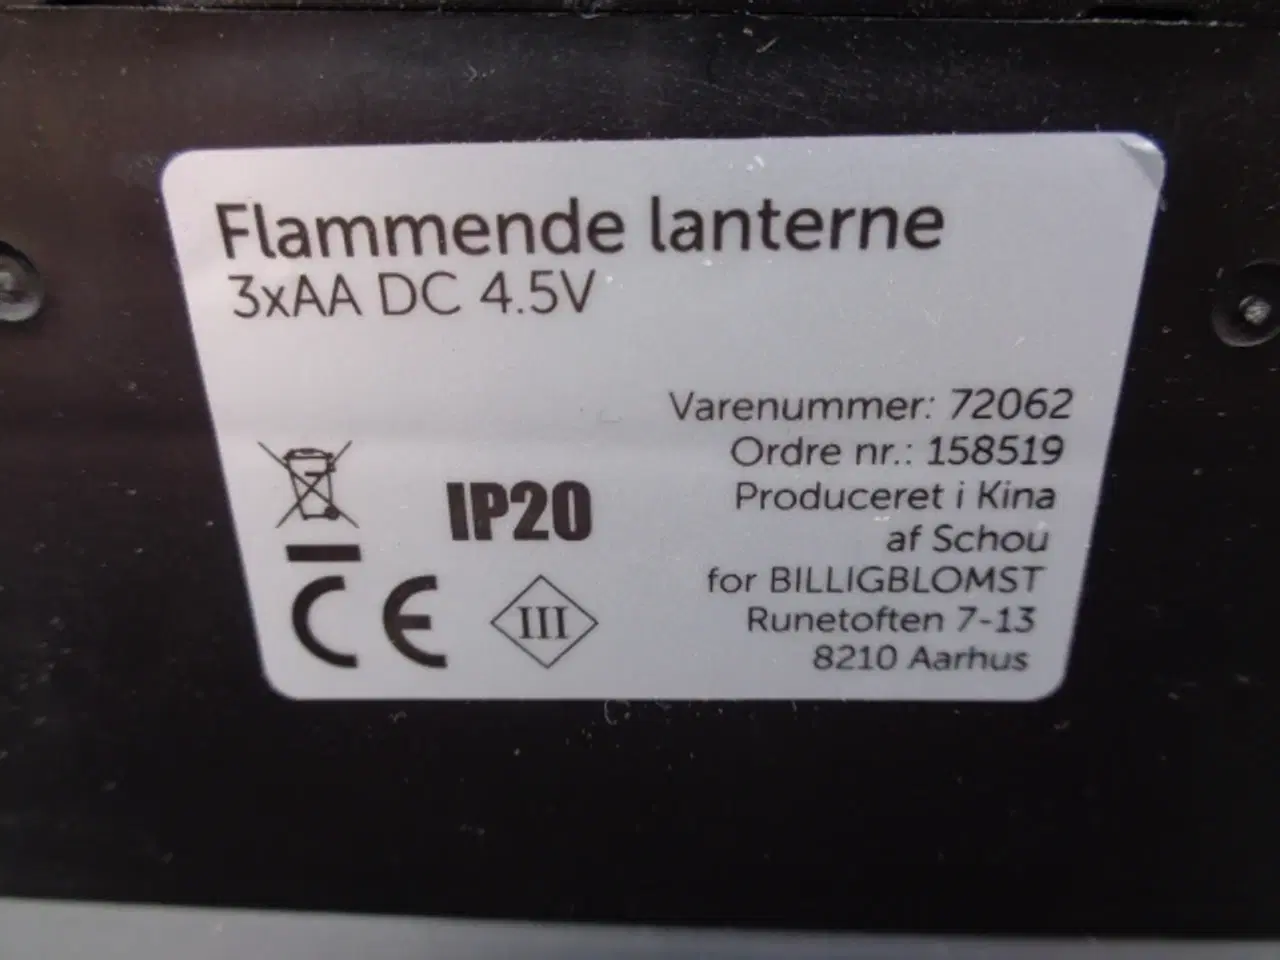 Flammende lanterne
3xAA DC 4.5V
Varenummer: 72062
Ordre nr.: 158519
Produceret i Kina
af Schou
for BILLIGBLOMST
Runetoften 7-13
8210 Aarhus
IP20
CE
III